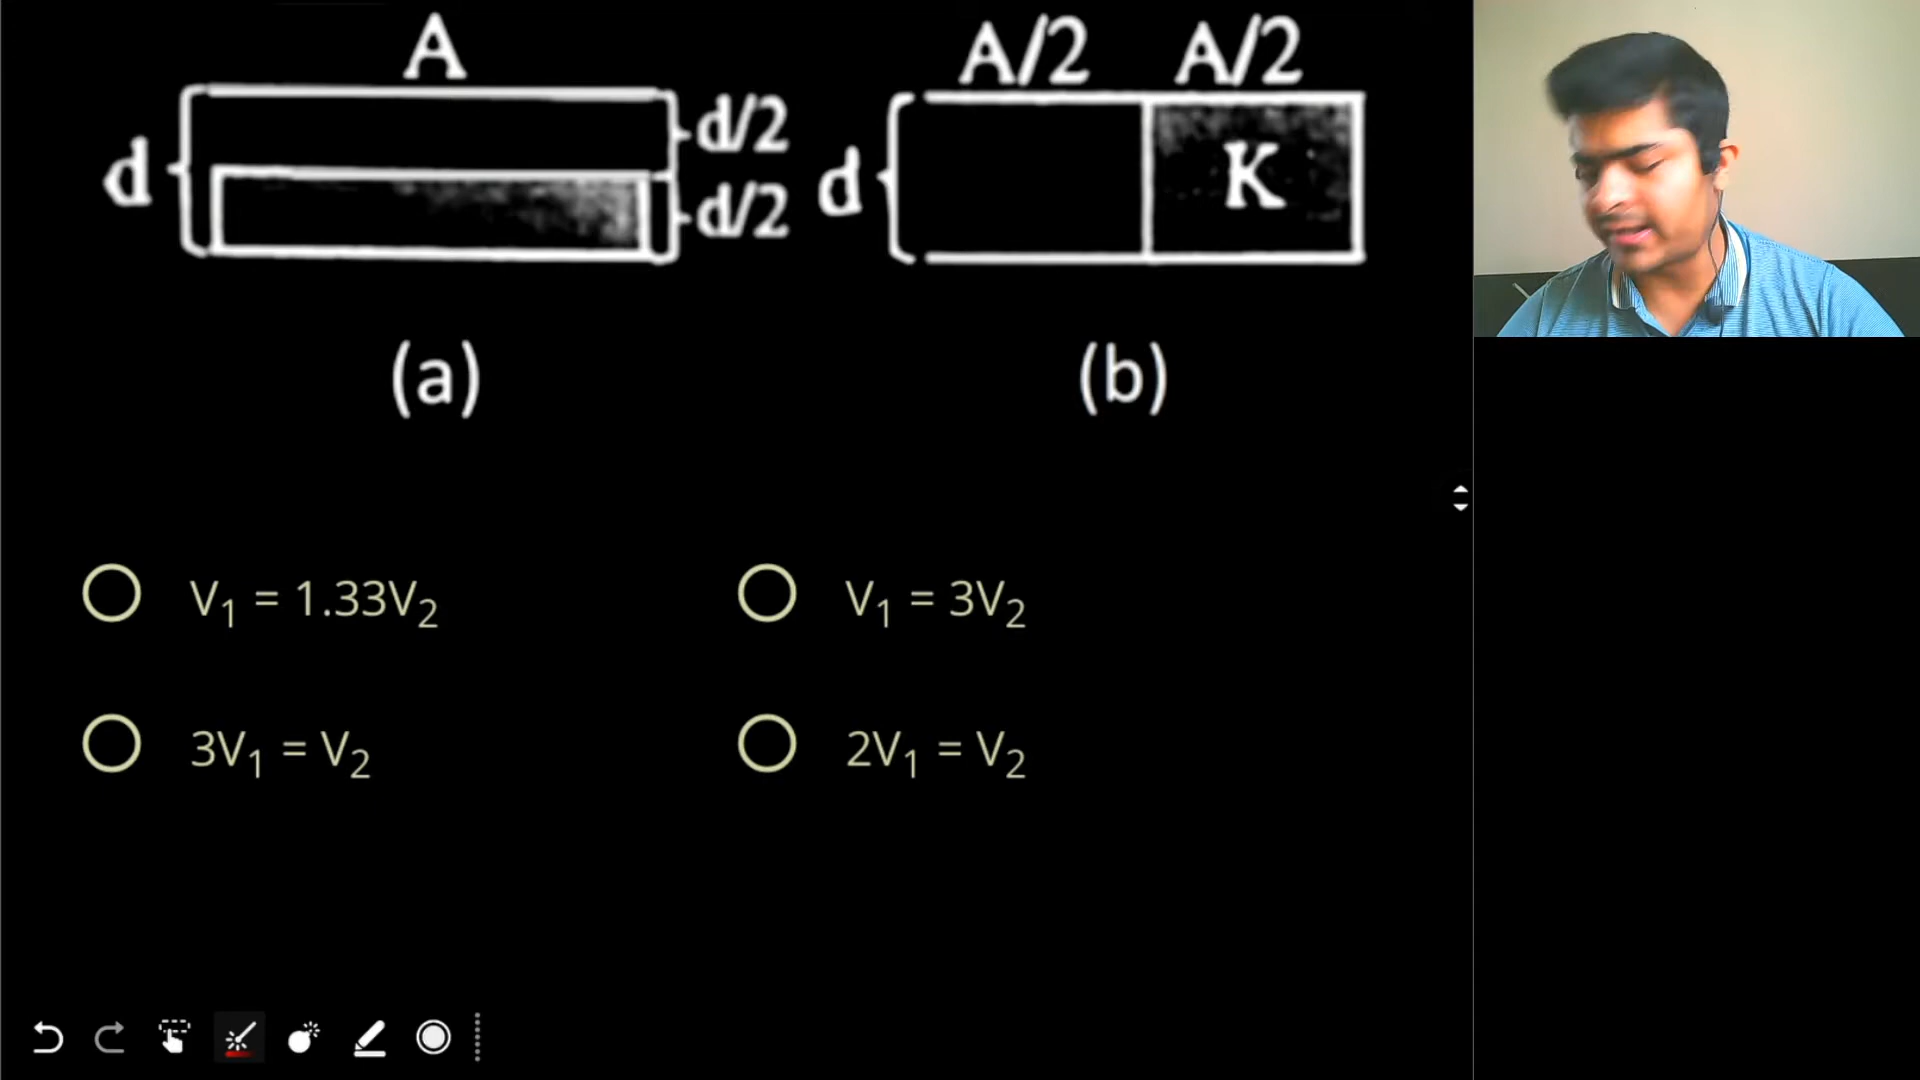 A
d
d/2
d/2
(a)
A/2 A/2
d
K
(b)
V₁ = 1.33V₂
V₁ = 3V₂
3V₁ = V₂
2V₁ = V₂